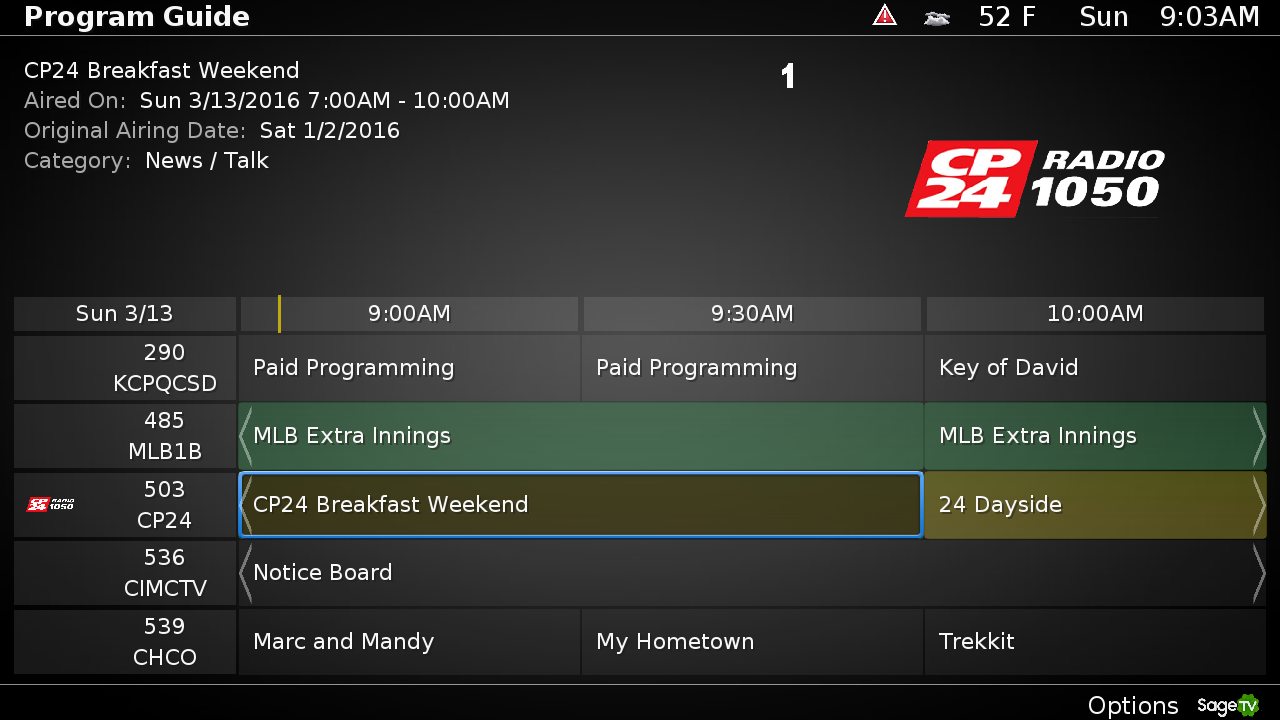 Program Guide 52 F Sun 9:03AM
CP24 Breakfast Weekend
1
Aired On: Sun 3/13/2016 7:00AM - 10:00AM
Original Airing Date: Sat 1/2/2016
Category: News / Talk
CP 24 RADIO 1050
Sun 3/13 9:00AM 9:30AM 10:00AM
290 KCPQCSD Paid Programming Paid Programming Key of David
485 MLB1B MLB Extra Innings MLB Extra Innings
CP 24 RADIO 1050 503 CP24 CP24 Breakfast Weekend 24 Dayside
536 CIMCTV Notice Board
539 CHCO Marc and Mandy My Hometown Trekkit
Options SageTV